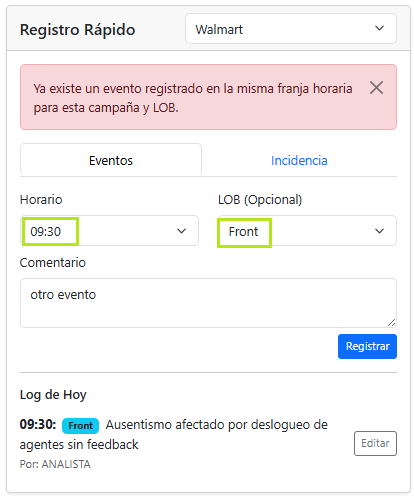 Registro Rápido
Walmart
Ya existe un evento registrado en la misma franja horaria
para esta campaña y LOB.
Eventos
Incidencia
Horario
LOB (Opcional)
09:30
Front
Comentario
otro evento
Registrar
Log de Hoy
09:30: Front Ausentismo afectado por deslogueo de
agentes sin feedback
Editar
Por: ANALISTA